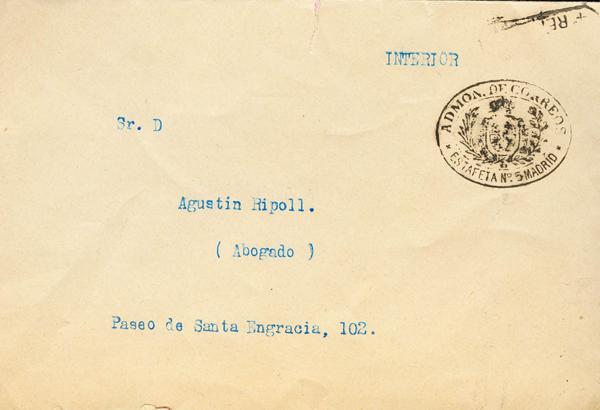 INTERIOR
ADMON. DE CORREOS
* ESTAFETA Nº 5 MADRID *
Sr. D
Agustin Ripoll.
( Abogado )
Paseo de Santa Engracia, 102.